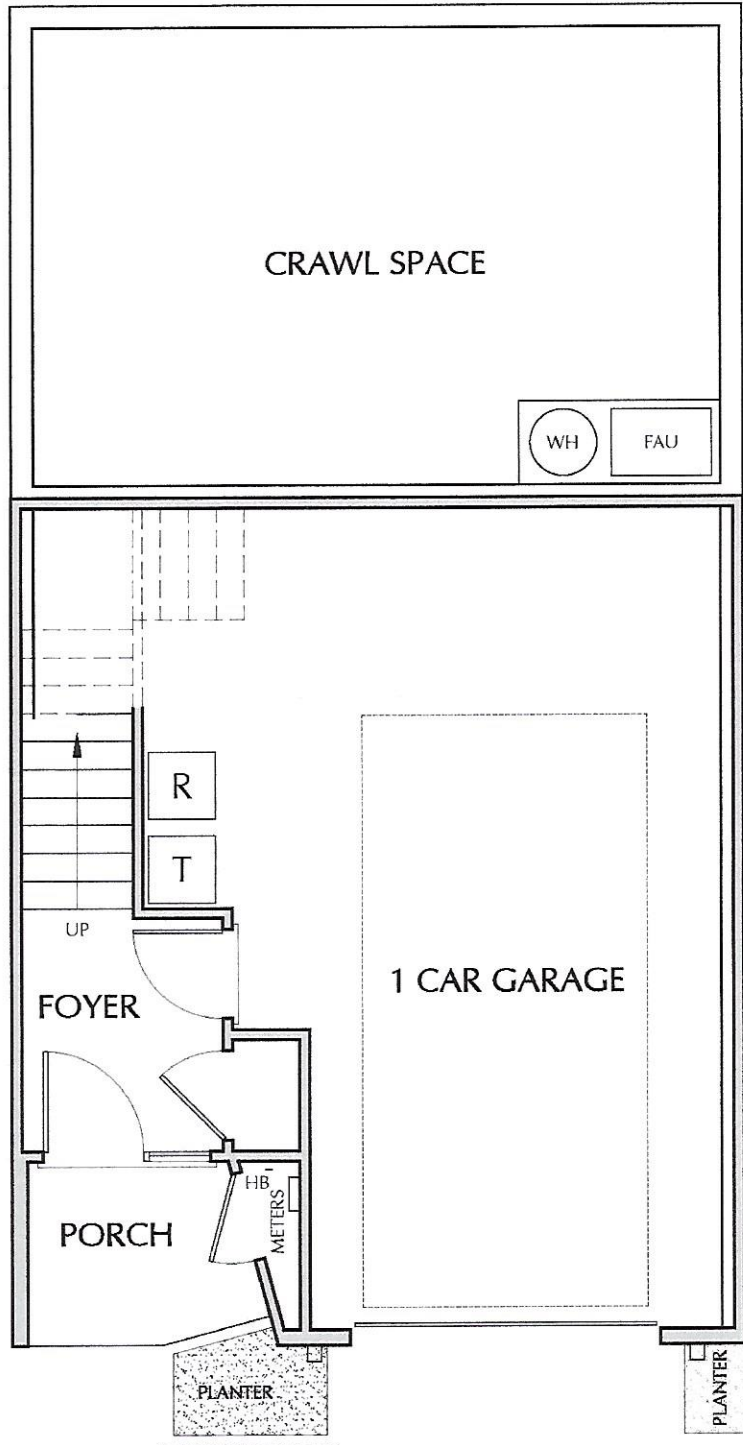 CRAWL SPACE
WH
FAU
R
T
UP
FOYER
1 CAR GARAGE
HB
METERS
PORCH
PLANTER
PLANTER